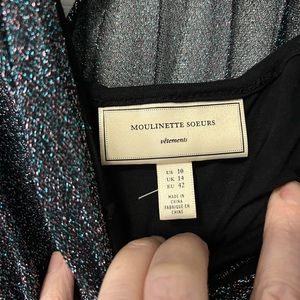 MOULINETTE SOEURS
vêtements
US 10
UK 14
EU 42
MADE IN
CHINA
FABRIQUÉ EN
CHINE